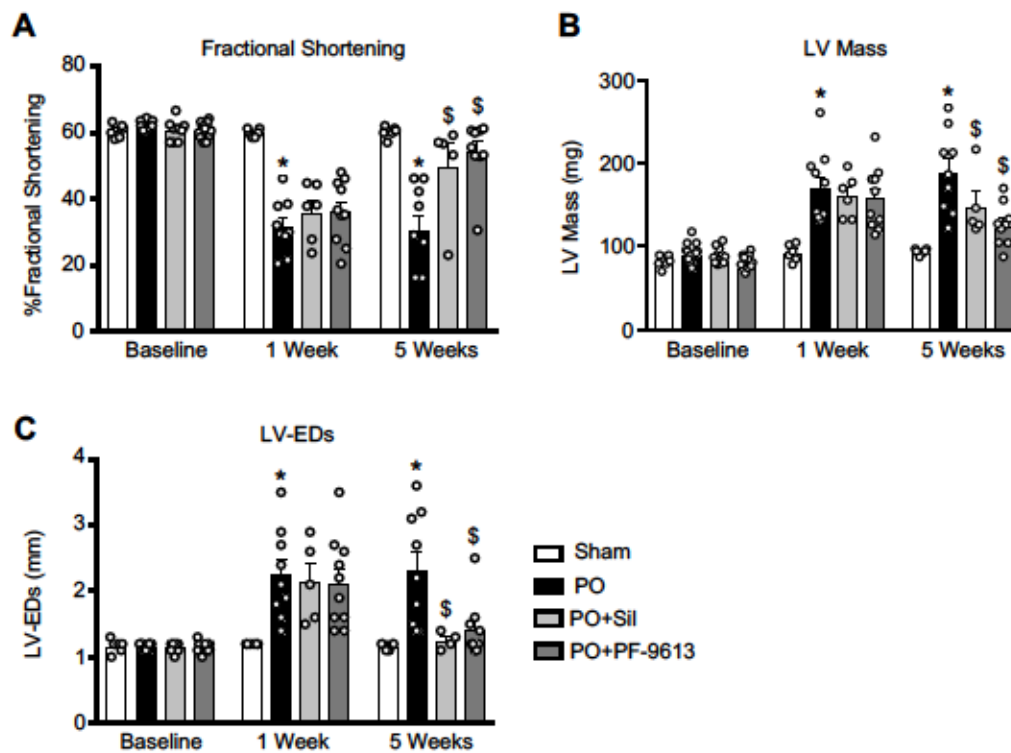 A
Fractional Shortening
%Fractional Shortening
80
60
40
20
0
* * $ $
Baseline 1 Week 5 Weeks
B
LV Mass
LV Mass (mg)
300
200
100
0
* * $ $
Baseline 1 Week 5 Weeks
C
LV-EDs
LV-EDs (mm)
4
3
2
1
* * $ $
Baseline 1 Week 5 Weeks
Sham
PO
PO+Sil
PO+PF-9613